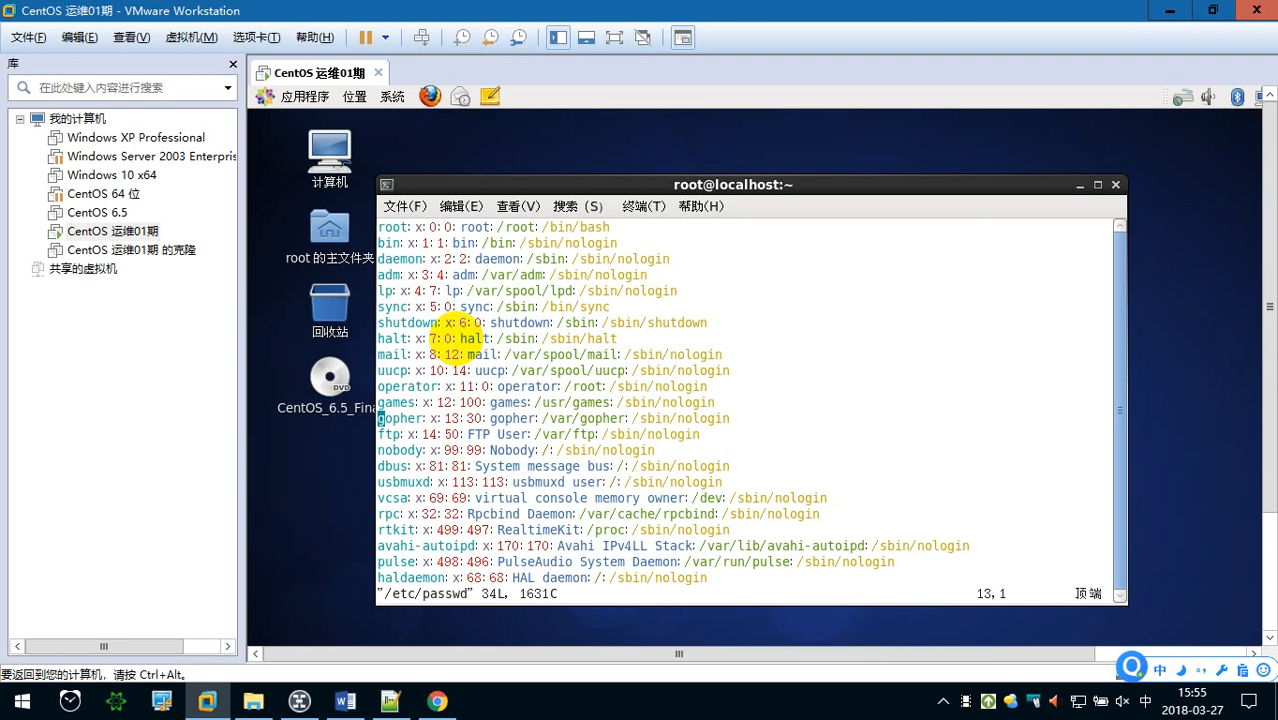 CentOS 运维01期 - VMware Workstation
文件(F) 编辑(E) 查看(V) 虚拟机(M) 选项卡(T) 帮助(H)
库
在此处键入内容进行搜索
我的计算机
Windows XP Professional
Windows Server 2003 Enterpris
Windows 10 x64
CentOS 64 位
CentOS 6.5
CentOS 运维01期
CentOS 运维01期 的克隆
共享的虚拟机
CentOS 运维01期
应用程序 位置 系统
计算机
root 的主文件夹
回收站
DVD
CentOS_6.5_Fina
root@localhost:~
文件(F) 编辑(E) 查看(V) 搜索 (S) 终端(T) 帮助(H)
root:x:0:0:root:/root:/bin/bash
bin:x:1:1:bin:/bin:/sbin/nologin
daemon:x:2:2:daemon:/sbin:/sbin/nologin
adm:x:3:4:adm:/var/adm:/sbin/nologin
lp:x:4:7:lp:/var/spool/lpd:/sbin/nologin
sync:x:5:0:sync:/sbin:/bin/sync
shutdown:x:6:0:shutdown:/sbin:/sbin/shutdown
halt:x:7:0:halt:/sbin:/sbin/halt
mail:x:8:12:mail:/var/spool/mail:/sbin/nologin
uucp:x:10:14:uucp:/var/spool/uucp:/sbin/nologin
operator:x:11:0:operator:/root:/sbin/nologin
games:x:12:100:games:/usr/games:/sbin/nologin
gopher:x:13:30:gopher:/var/gopher:/sbin/nologin
ftp:x:14:50:FTP User:/var/ftp:/sbin/nologin
nobody:x:99:99:Nobody:/:/sbin/nologin
dbus:x:81:81:System message bus:/:/sbin/nologin
usbmuxd:x:113:113:usbmuxd user:/:/sbin/nologin
vcsa:x:69:69:virtual console memory owner:/dev:/sbin/nologin
rpc:x:32:32:Rpcbind Daemon:/var/cache/rpcbind:/sbin/nologin
rtkit:x:499:497:RealtimeKit:/proc:/sbin/nologin
avahi-autoipd:x:170:170:Avahi IPv4LL Stack:/var/lib/avahi-autoipd:/sbin/nologin
pulse:x:498:496:PulseAudio System Daemon:/var/run/pulse:/sbin/nologin
haldaemon:x:68:68:HAL daemon:/:/sbin/nologin
"/etc/passwd" 34L, 1631C 13,1 顶端
要返回到您的计算机，请按 Ctrl+Alt。
中
中
15:55
2018-03-27